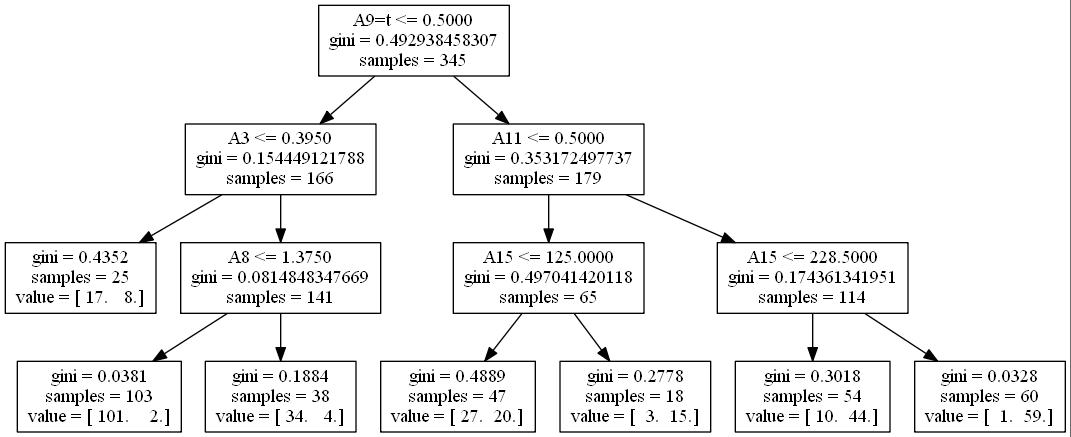 A9=t <= 0.5000
gini = 0.492938458307
samples = 345
A3 <= 0.3950
gini = 0.154449121788
samples = 166
A11 <= 0.5000
gini = 0.353172497737
samples = 179
gini = 0.4352
samples = 25
value = [ 17.   8.]
A8 <= 1.3750
gini = 0.0814848347669
samples = 141
A15 <= 125.0000
gini = 0.497041420118
samples = 65
A15 <= 228.5000
gini = 0.174361341951
samples = 114
gini = 0.0381
samples = 103
value = [ 101.    2.]
gini = 0.1884
samples = 38
value = [ 34.   4.]
gini = 0.4889
samples = 47
value = [ 27.  20.]
gini = 0.2778
samples = 18
value = [  3.  15.]
gini = 0.3018
samples = 54
value = [ 10.  44.]
gini = 0.0328
samples = 60
value = [  1.  59.]